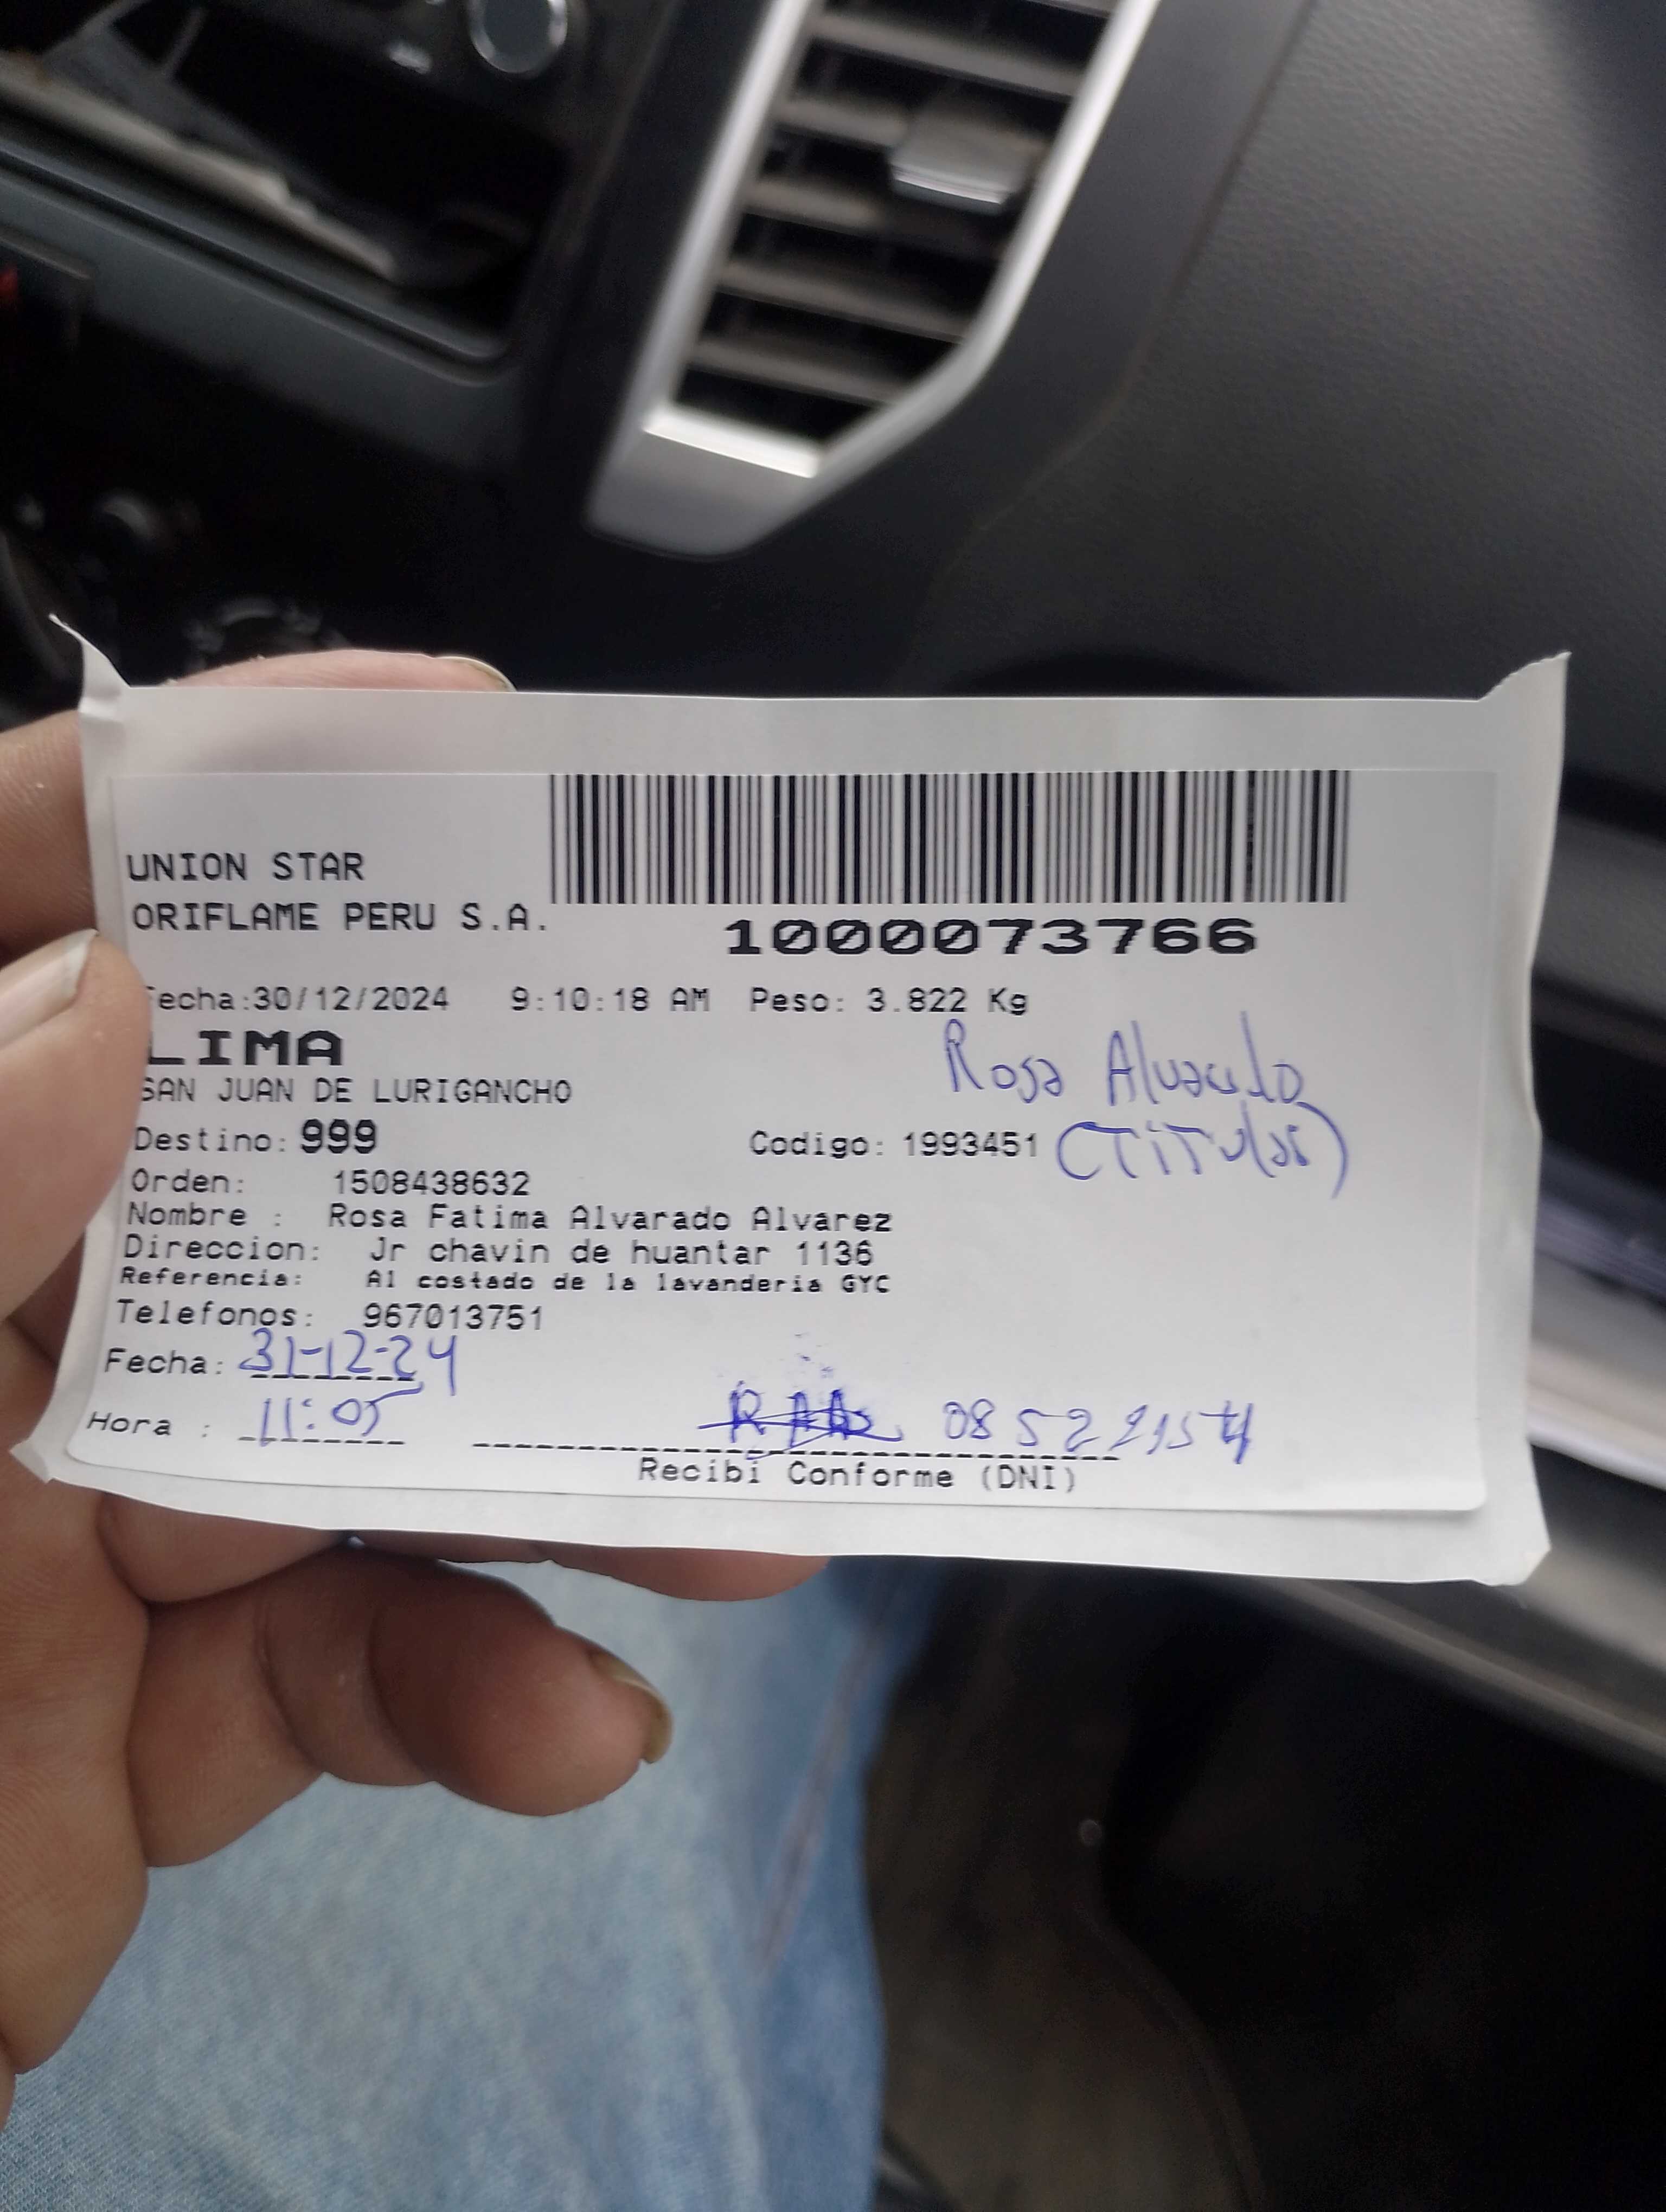 UNION STAR
ORIFLAME PERU S.A.
1000073766
Fecha:30/12/2024 9:10:18 AM Peso: 3.822 Kg
LIMA
Rosa Alvarado
SAN JUAN DE LURIGANCHO
Destino: 999 Codigo: 1993451 (Titular)
Orden: 1508438632
Nombre : Rosa Fatima Alvarado Alvarez
Direccion: Jr chavin de huantar 1136
Referencia: Al costado de la lavanderia GYC
Telefonos: 967013751
Fecha: 31-12-24
Hora : 11:05
Recibi Conforme (DNI)